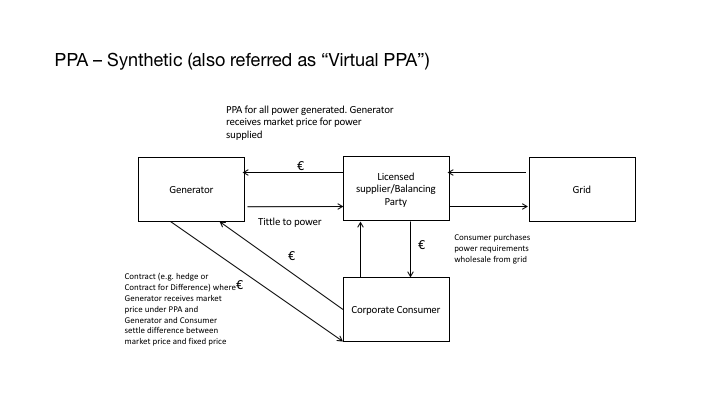 PPA – Synthetic (also referred as “Virtual PPA”)
PPA for all power generated. Generator
receives market price for power
supplied
€
Generator
Licensed
supplier/Balancing
Party
Grid
Tittle to power
€
Consumer purchases
power requirements
wholesale from grid
€
Contract (e.g. hedge or
Contract for Difference) where
€
Generator receives market
price under PPA and
Generator and Consumer
settle difference between
market price and fixed price
Corporate Consumer